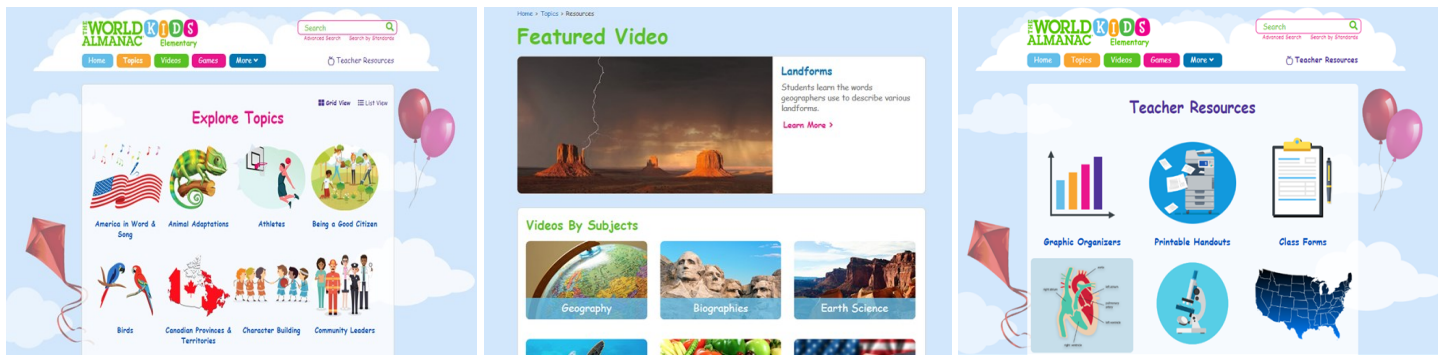 THE WORLD KIDS
ALMANAC Elementary
Search
Advanced Search Search by Standards
Home Topics Videos Games More
Teacher Resources
Grid View List View
Explore Topics
America in Word &
Song
Animal Adaptations
Athletes
Being a Good Citizen
Birds
Canadian Provinces &
Territories
Character Building
Community Leaders
Home > Topics > Resources
Featured Video
Landforms
Students learn the words
geographers use to describe various
landforms.
Learn More >
Videos By Subjects
Geography
Biographies
Earth Science
THE WORLD KIDS
ALMANAC Elementary
Search
Advanced Search Search by Standards
Home Topics Videos Games More
Teacher Resources
Teacher Resources
Graphic Organizers
Printable Handouts
Class Forms